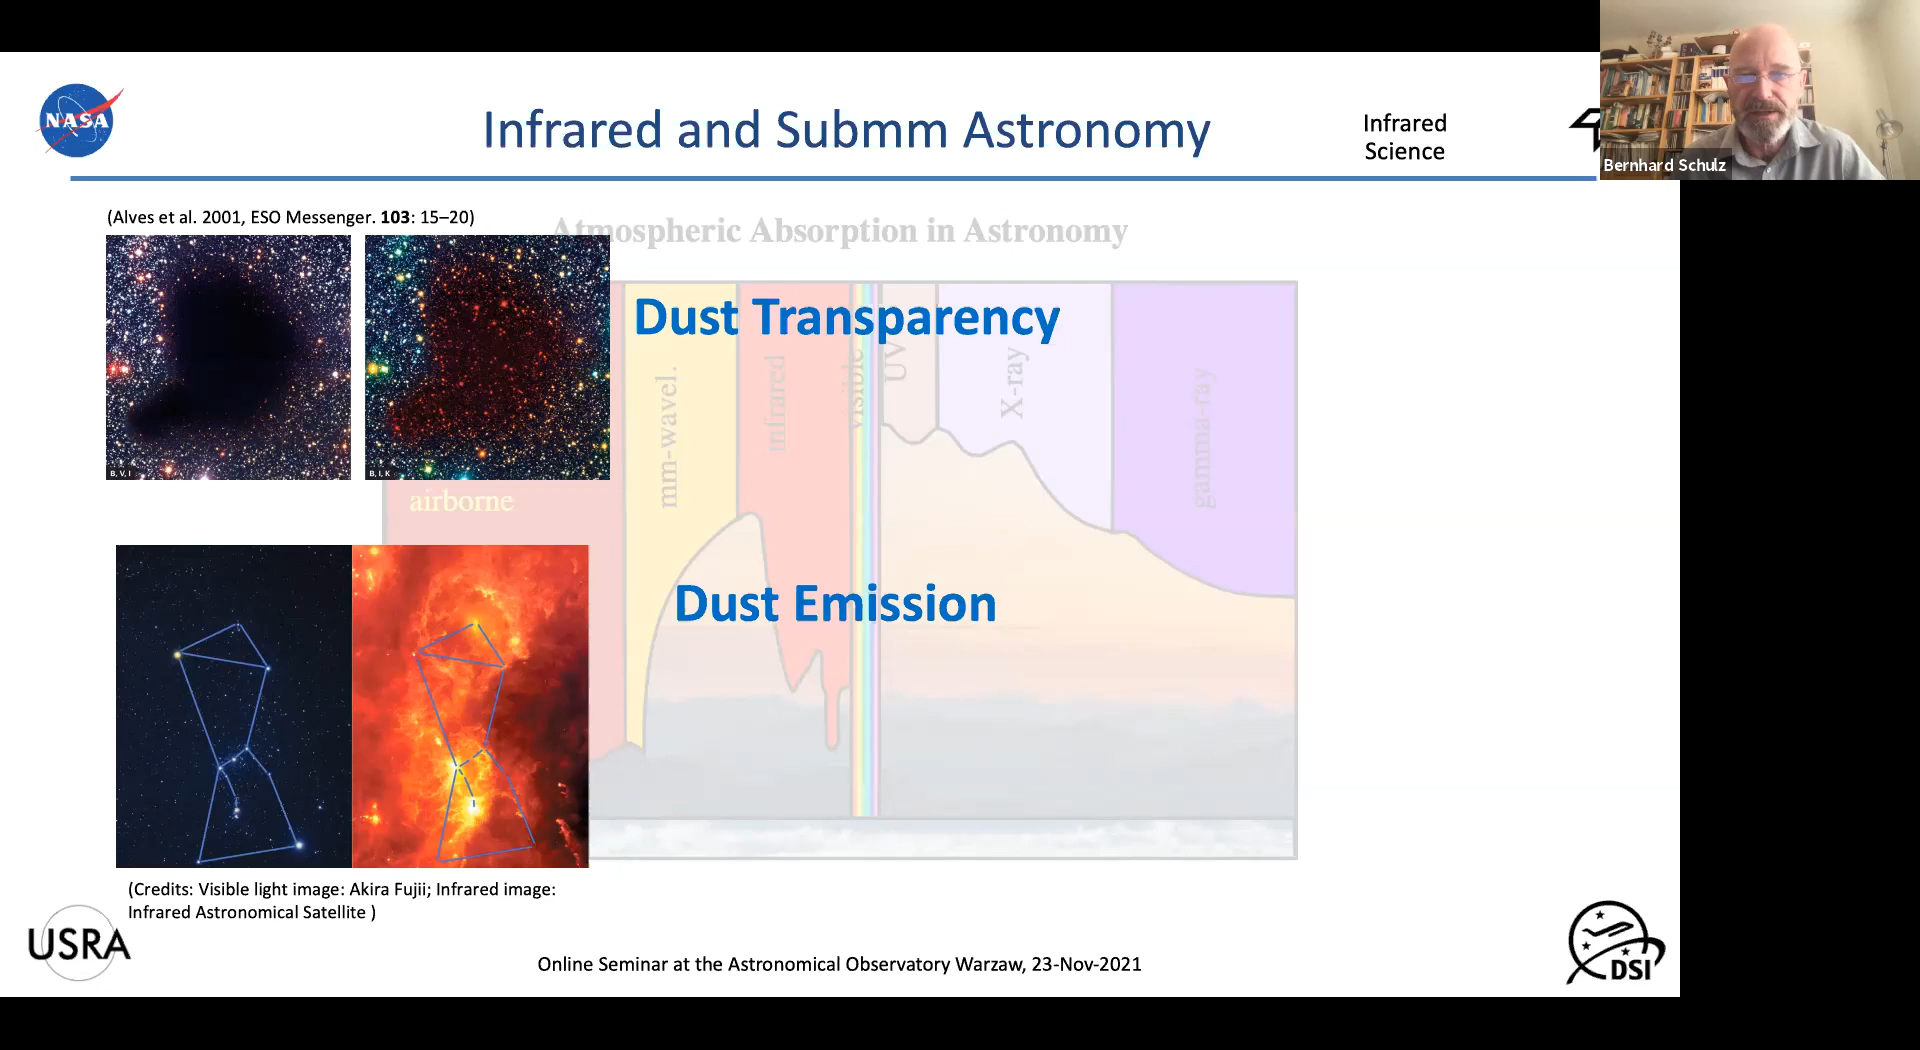 NASA
Infrared and Submm Astronomy
Infrared
Science
Bernhard Schulz
(Alves et al. 2001, ESO Messenger. 103: 15–20)
Atmospheric Absorption in Astronomy
B, V, I
B, I, K
Dust Transparency
airborne
mm-wavel.
infrared
visible
UV
X-ray
gamma-ray
Dust Emission
(Credits: Visible light image: Akira Fujii; Infrared image:
Infrared Astronomical Satellite )
USRA
Online Seminar at the Astronomical Observatory Warzaw, 23-Nov-2021
DSI